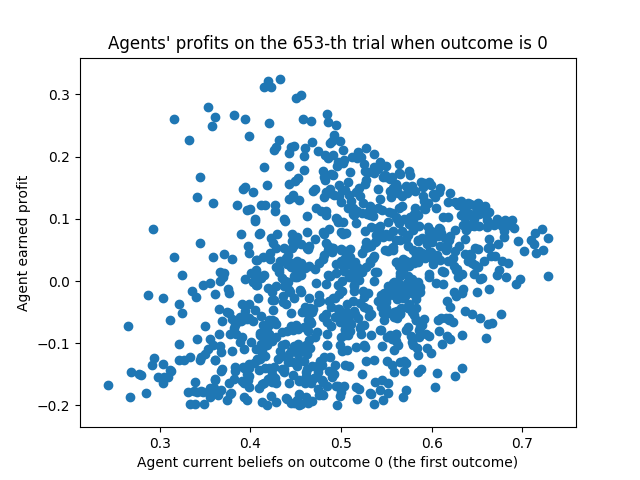 Agents' profits on the 653-th trial when outcome is 0
Agent earned profit
0.3
0.2
0.1
0.0
−0.1
−0.2
0.3 0.4 0.5 0.6 0.7
Agent current beliefs on outcome 0 (the first outcome)